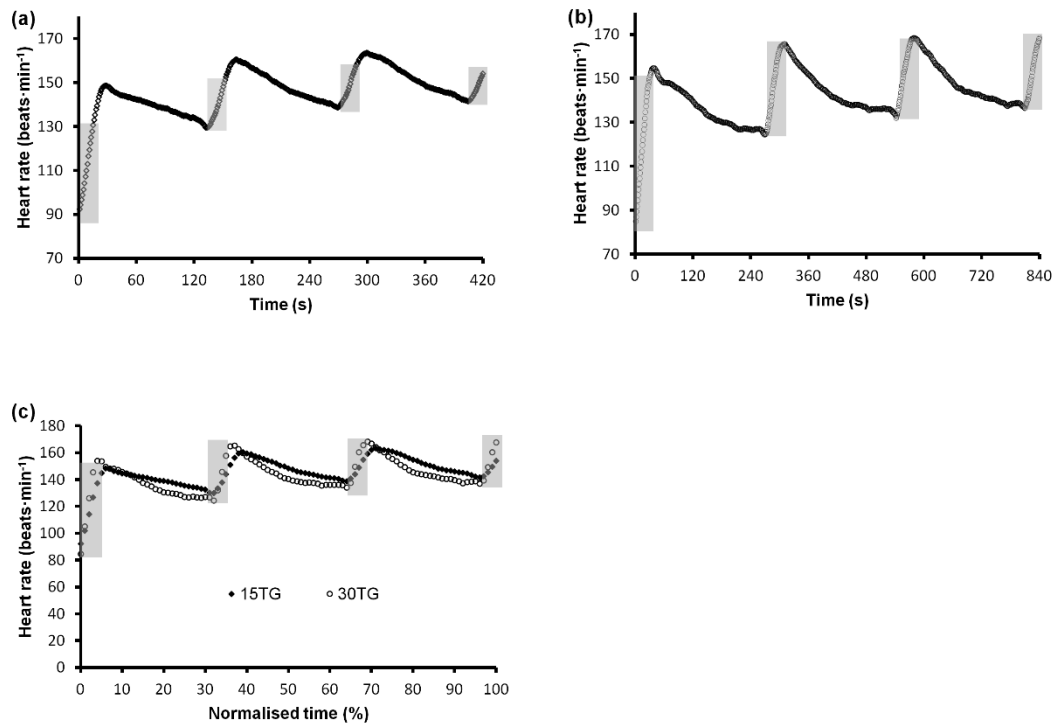 (a)
Heart rate (beats·min⁻¹)
170
150
130
110
90
70
0 60 120 180 240 300 360 420
Time (s)
(b)
Heart rate (beats·min⁻¹)
170
150
130
110
90
70
0 120 240 360 480 600 720 840
Time (s)
(c)
Heart rate (beats·min⁻¹)
180
160
140
120
100
80
60
40
20
0
15TG 30TG
0 10 20 30 40 50 60 70 80 90 100
Normalised time (%)